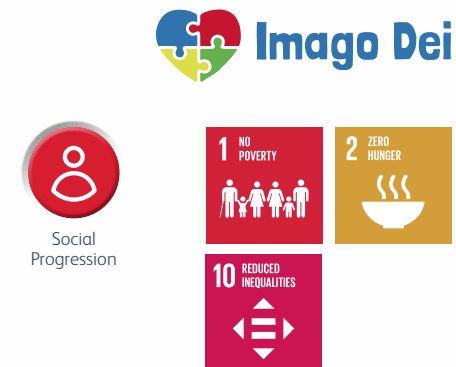 Imago Dei
Social
Progression
1 NO
POVERTY
2 ZERO
HUNGER
10 REDUCED
INEQUALITIES